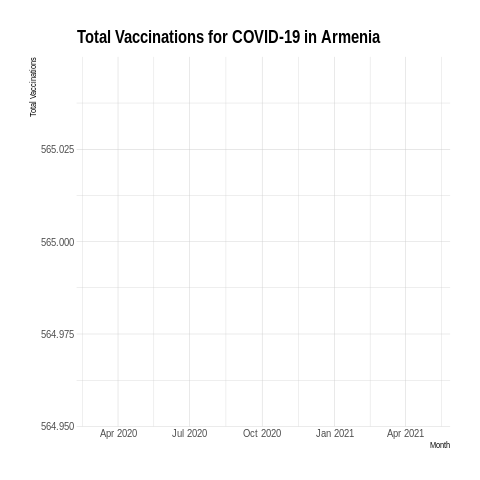 Total Vaccinations for COVID-19 in Armenia
Total Vaccinations
565.025
565.000
564.975
564.950
Apr 2020 Jul 2020 Oct 2020 Jan 2021 Apr 2021
Month